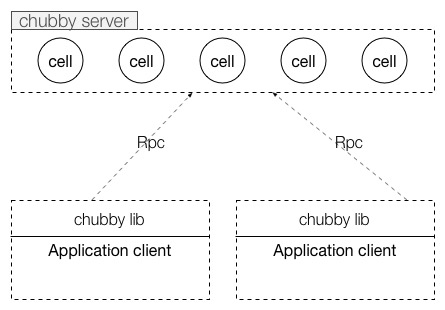 chubby server
cell cell cell cell cell
Rpc Rpc
chubby lib chubby lib
Application client Application client